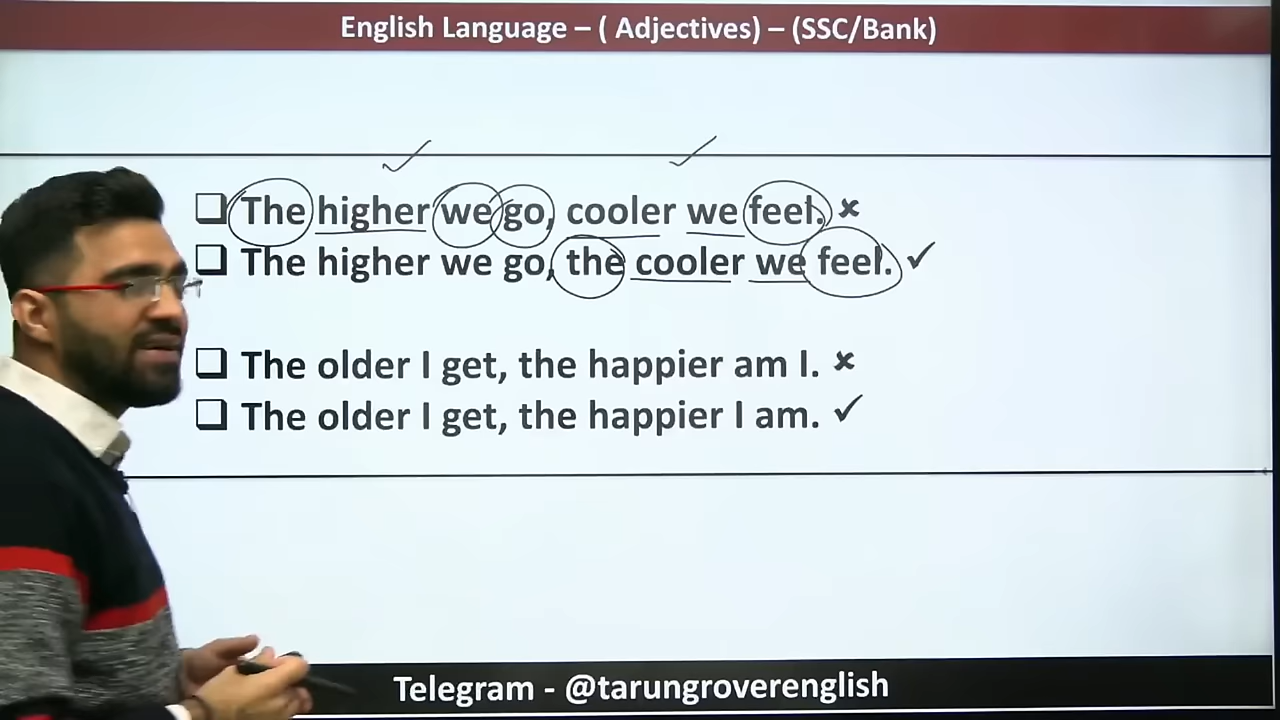 English Language – ( Adjectives) – (SSC/Bank)
❑ The higher we go, cooler we feel. ✘
❑ The higher we go, the cooler we feel. ✓
❑ The older I get, the happier am I. ✘
❑ The older I get, the happier I am. ✓
Telegram - @tarungroverenglish